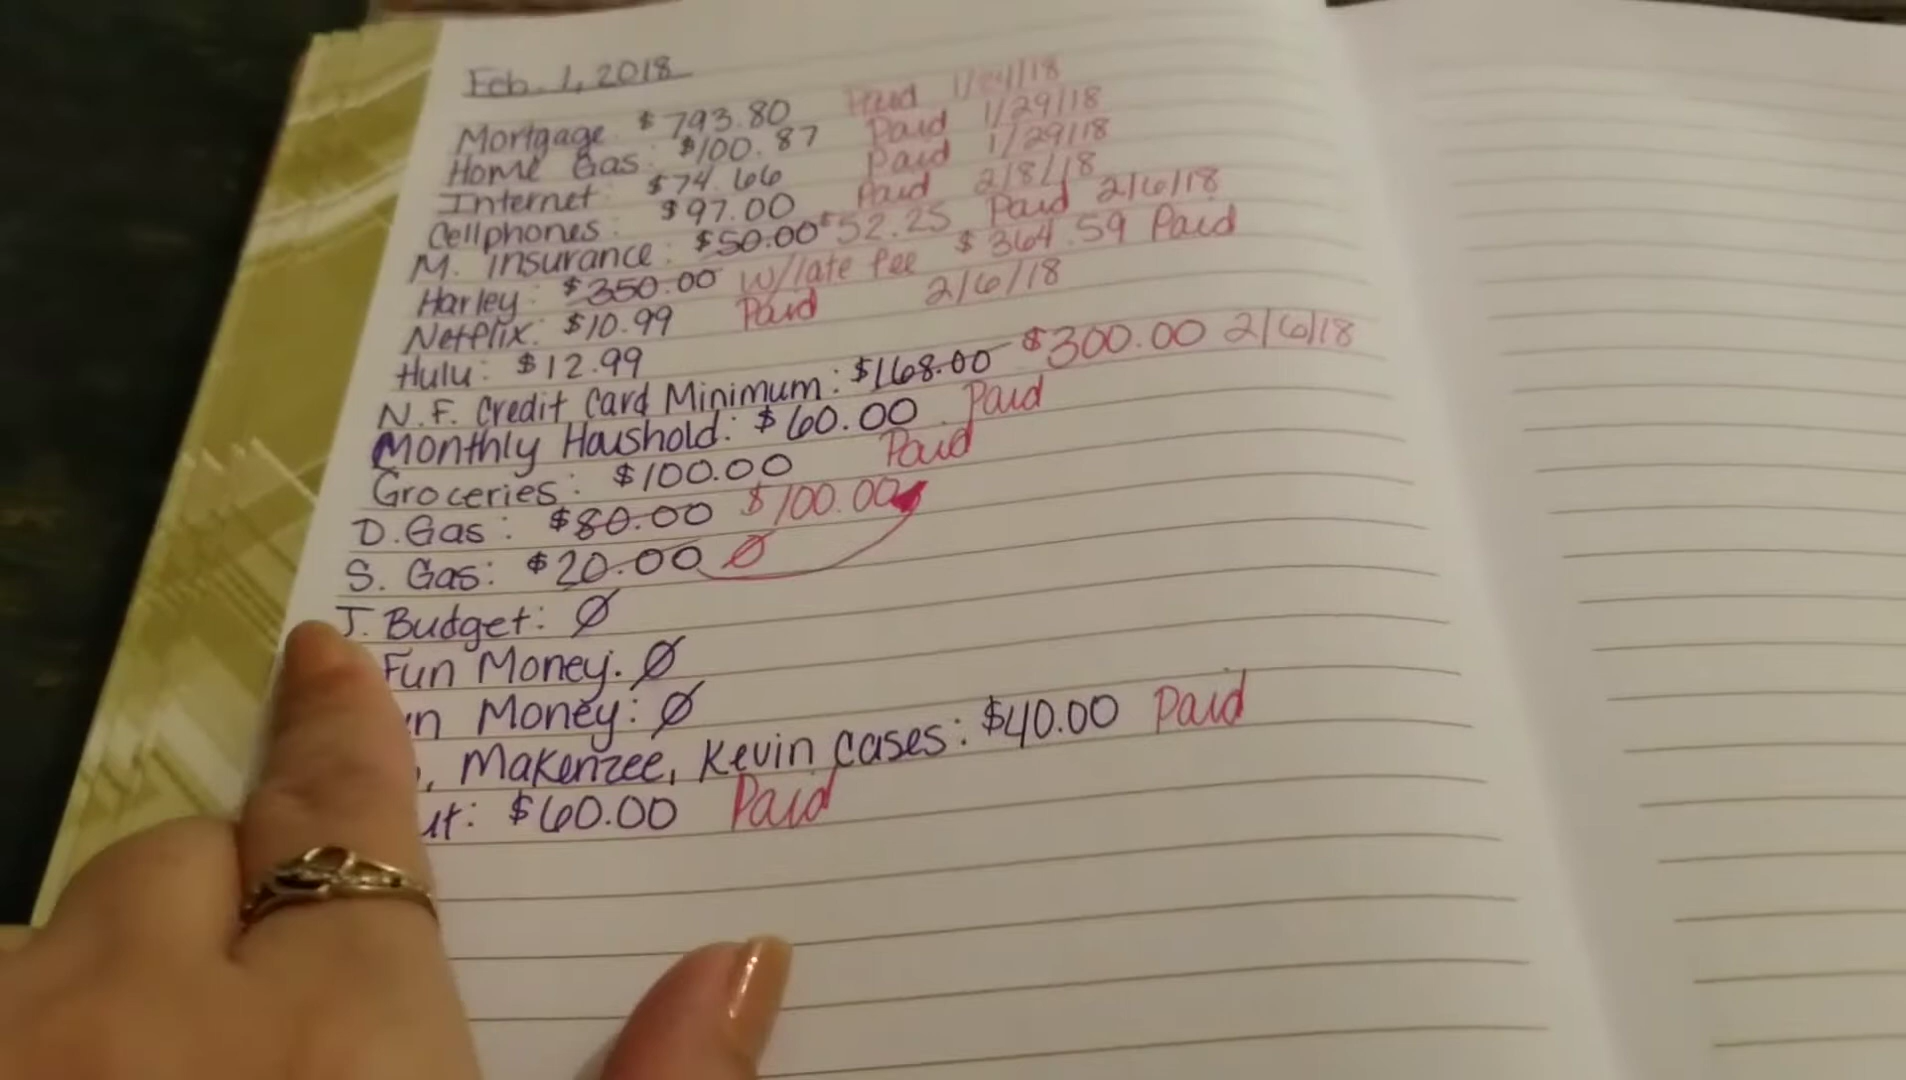 Feb. 1, 2018
Mortgage $793.80 Paid 1/24/18
Home Gas: $100.87 Paid 1/29/18
Internet: $74.66 Paid 1/29/18
Cellphones: $97.00 Paid 2/8/18
M. Insurance: $50.00 $52.25 Paid 2/6/18
Harley: $350.00 w/late fee $364.59 Paid
Netflix: $10.99 Paid 2/6/18
Hulu: $12.99
N.F. Credit Card Minimum: $168.00 $300.00 2/6/18
Monthly Haushold: $60.00 Paid
Groceries: $100.00 Paid
D. Gas: $80.00 $100.00
S. Gas: $20.00 Ø
J. Budget: Ø
Fun Money: Ø
Money: Ø
, Makenzee, Kevin cases: $40.00 Paid
$60.00 Paid